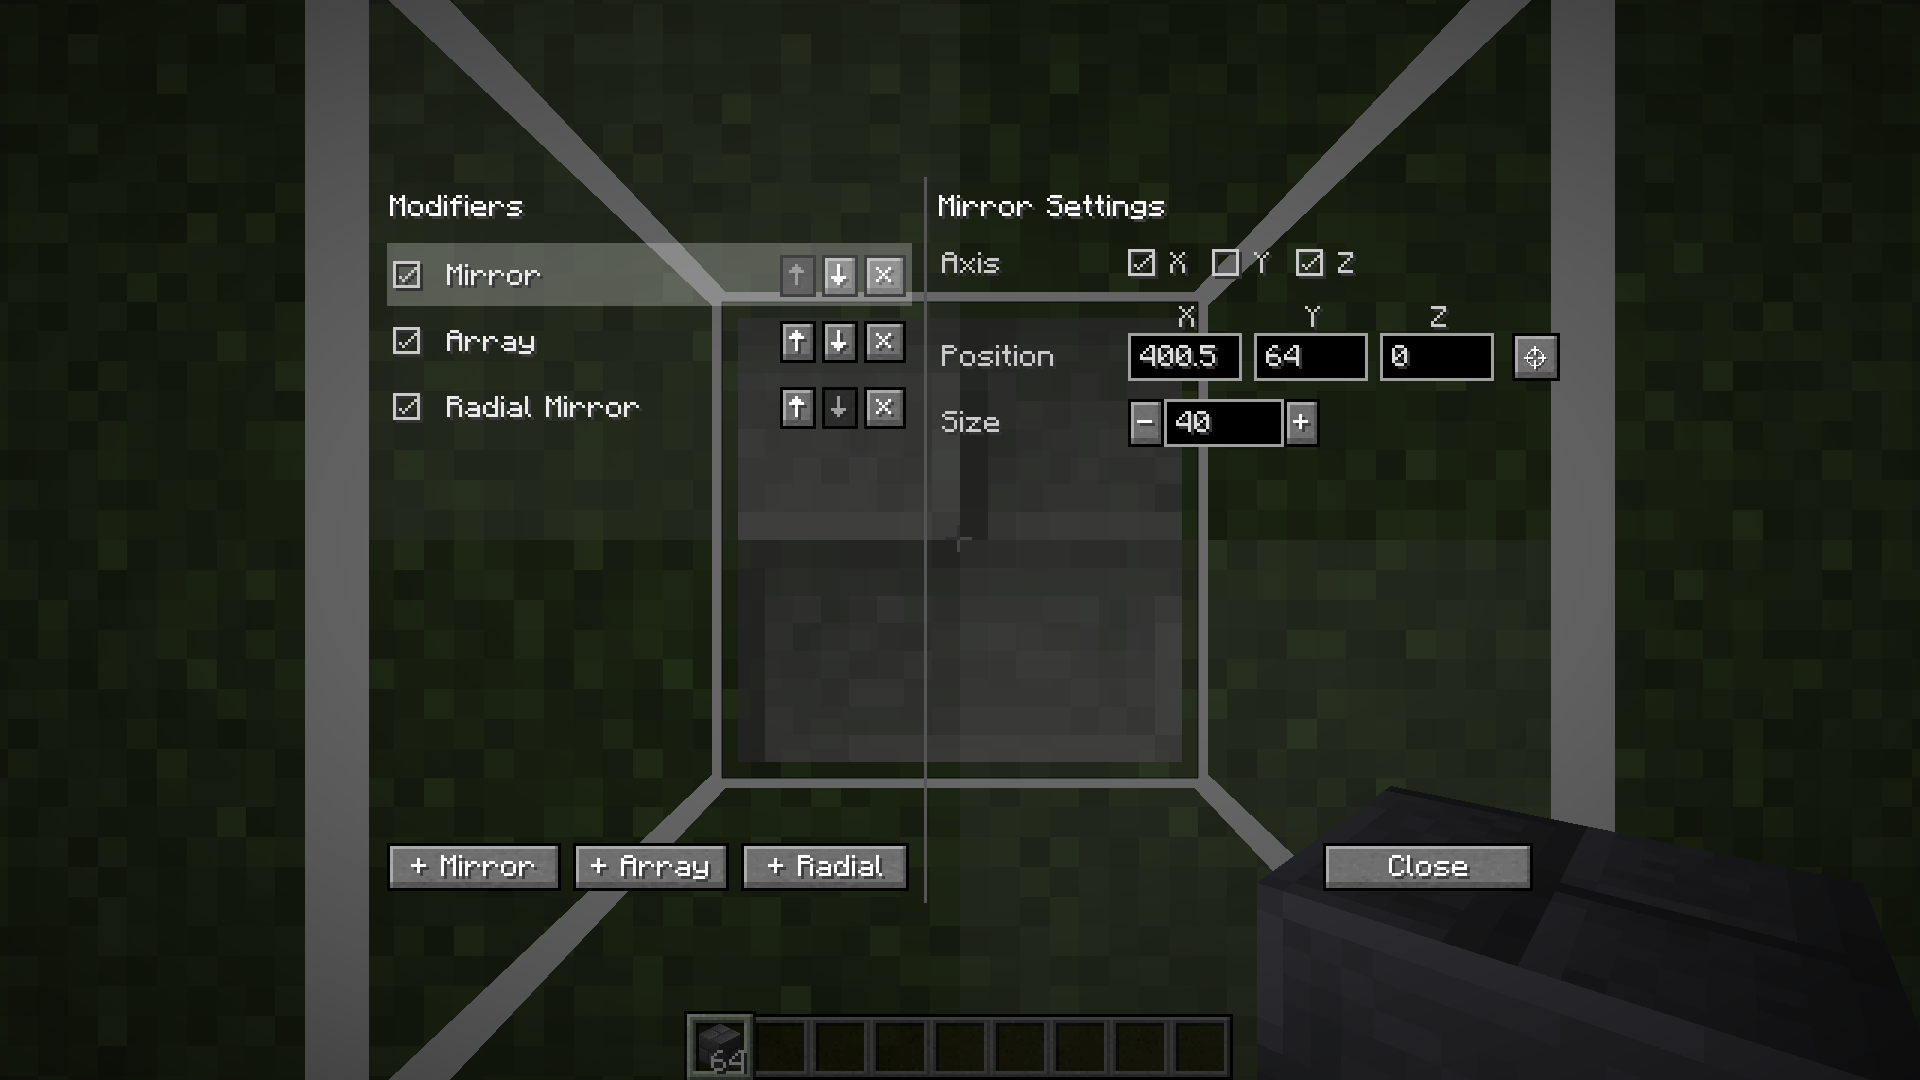 Modifiers
Mirror
Array
Radial Mirror
+ Mirror + Array + Radial
Mirror Settings
Axis X Y Z
X Y Z
Position 400.5 64 0
Size - 40 +
Close
64